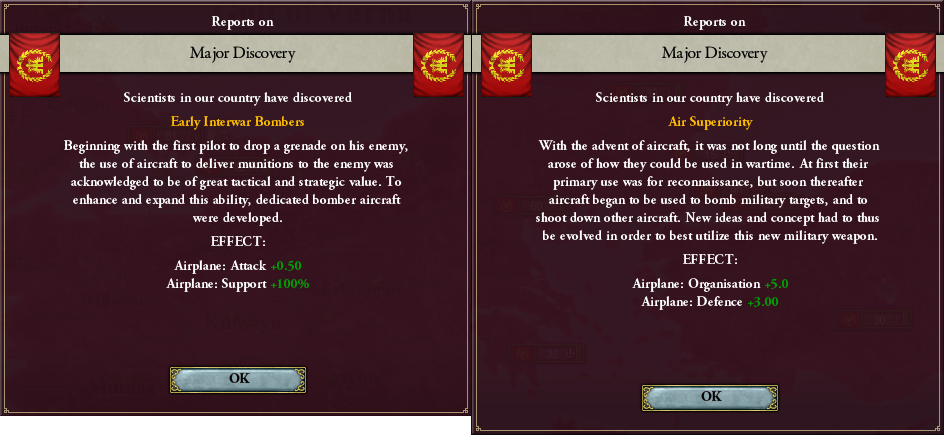 Reports on
Major Discovery
Scientists in our country have discovered
Early Interwar Bombers
Beginning with the first pilot to drop a grenade on his enemy,
the use of aircraft to deliver munitions to the enemy was
acknowledged to be of great tactical and strategic value. To
enhance and expand this ability, dedicated bomber aircraft
were developed.
EFFECT:
Airplane: Attack +0.50
Airplane: Support +100%
OK
Reports on
Major Discovery
Scientists in our country have discovered
Air Superiority
With the advent of aircraft, it was not long until the question
arose of how they could be used in wartime. At first their
primary use was for reconnaissance, but soon thereafter
aircraft began to be used to bomb military targets, and to
shoot down other aircraft. New ideas and concept had to thus
be evolved in order to best utilize this new military weapon.
EFFECT:
Airplane: Organisation +5.0
Airplane: Defence +3.00
OK